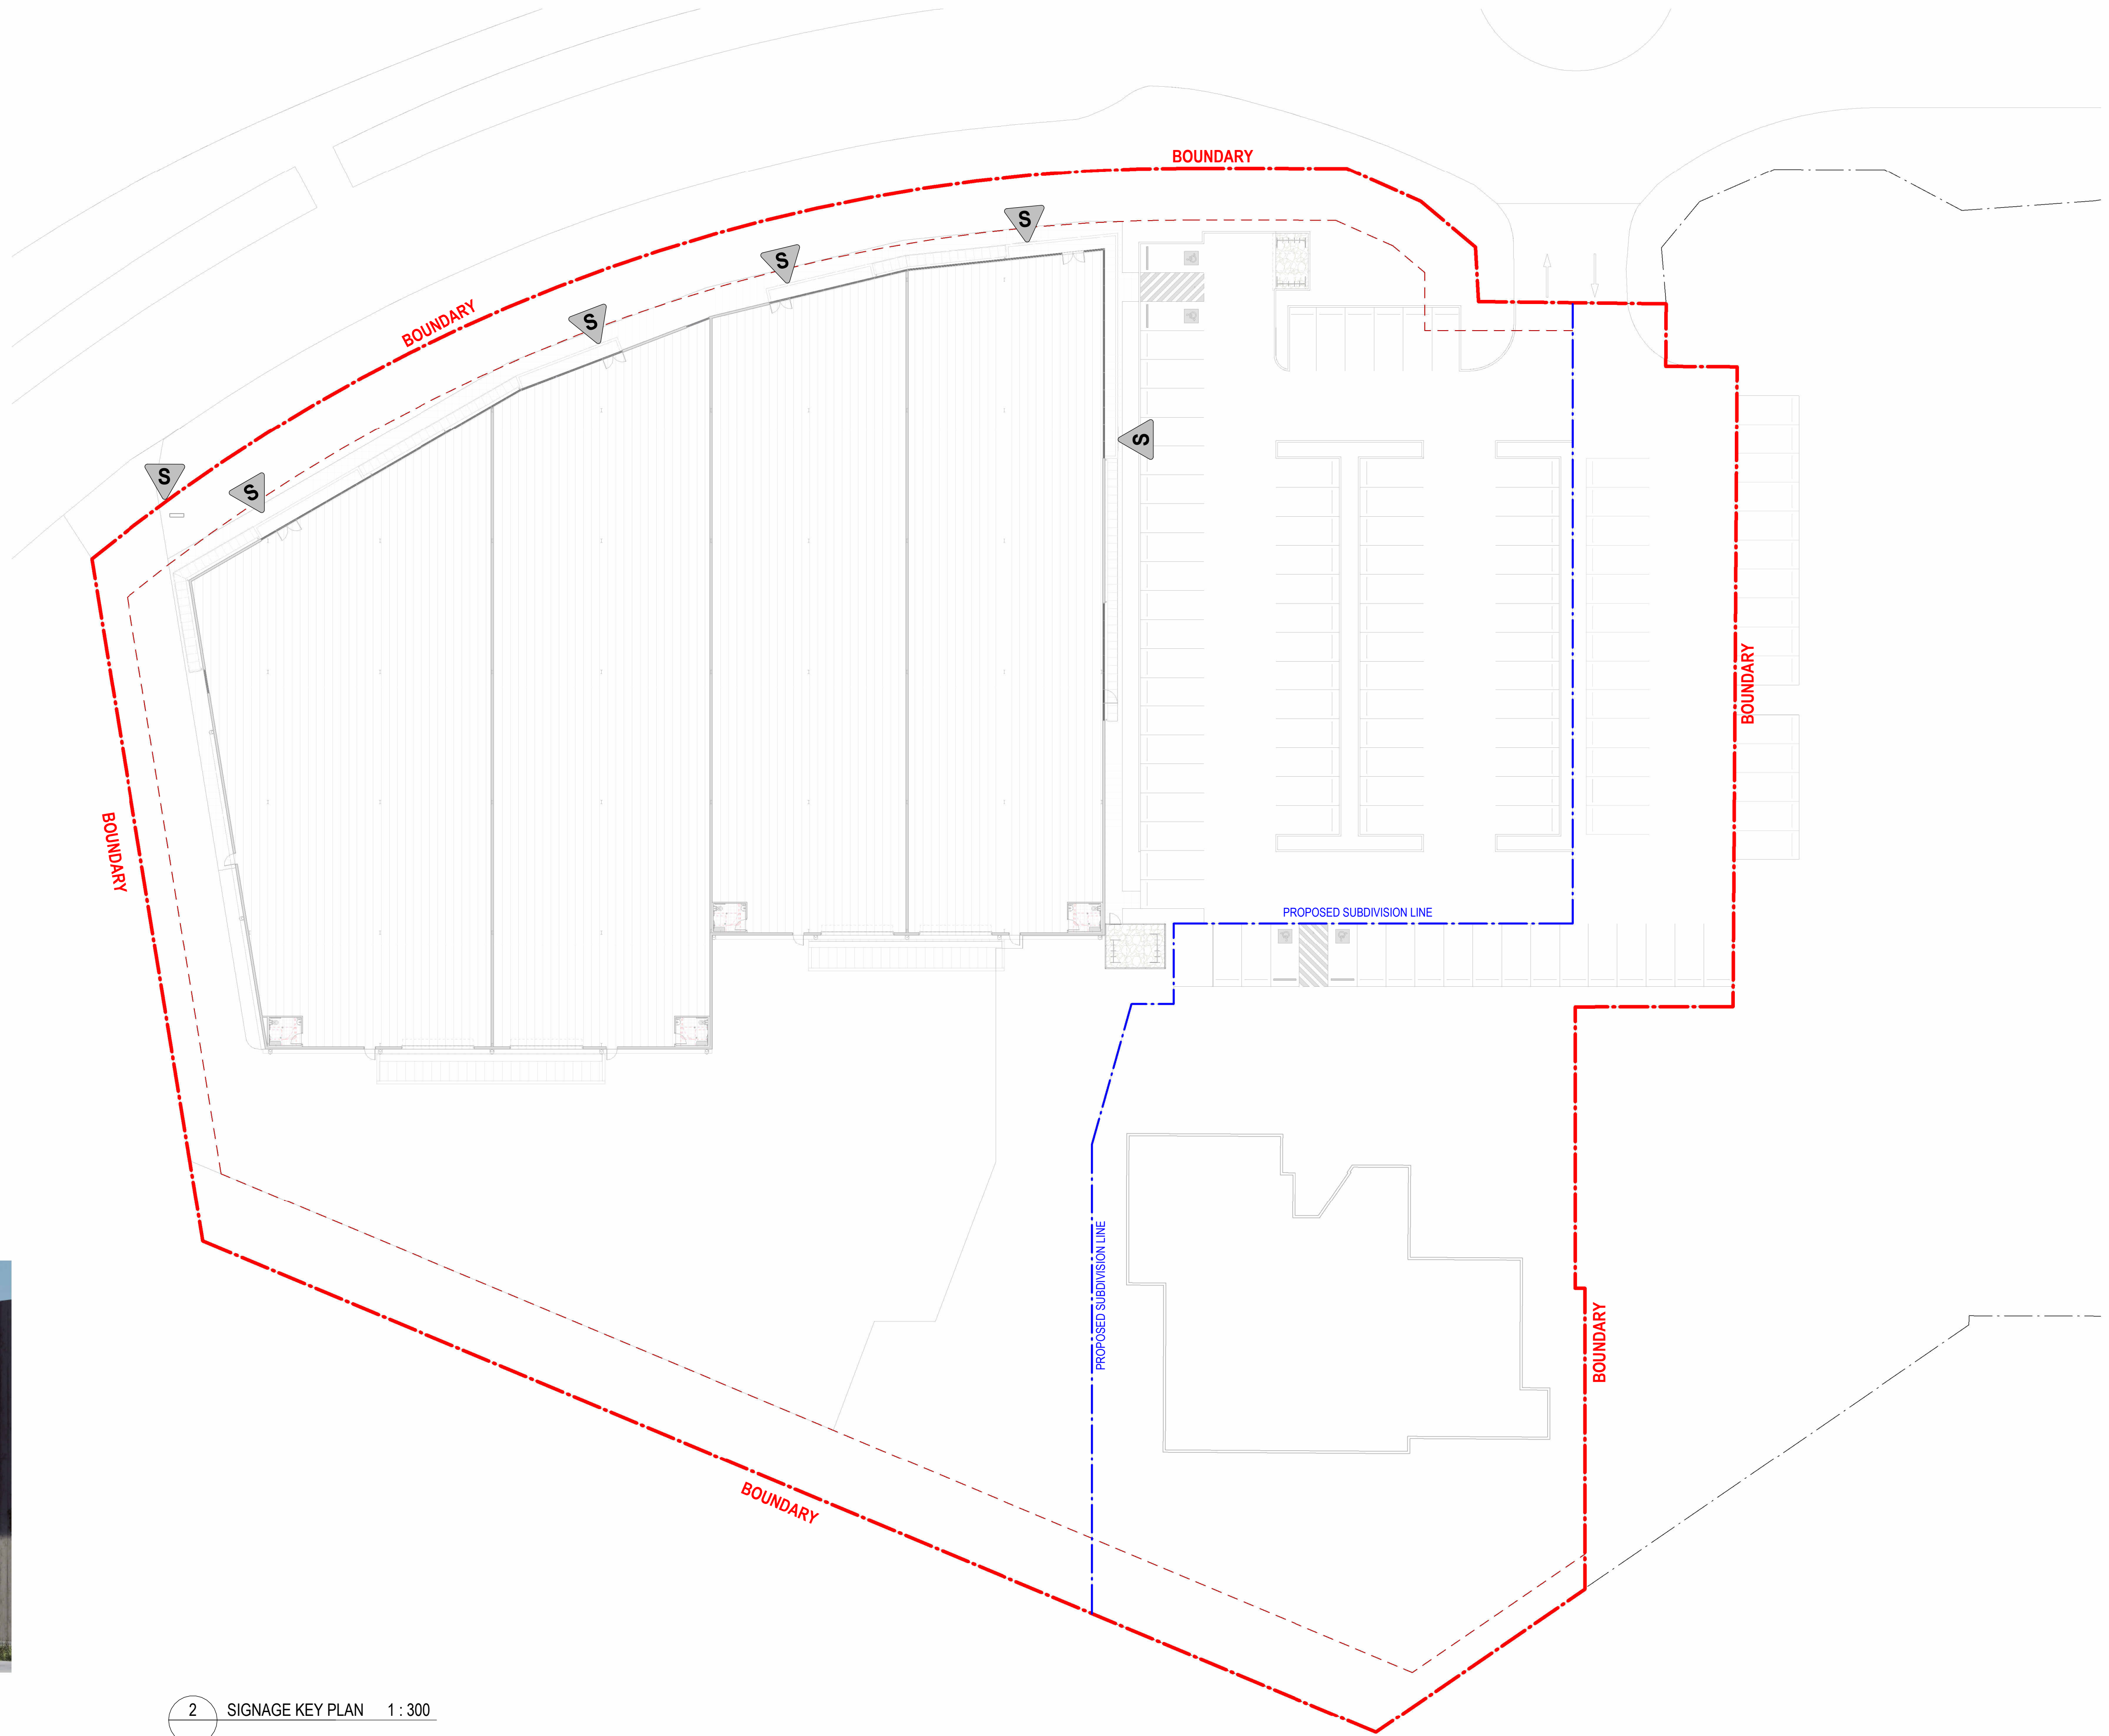 BOUNDARY
S
S
BOUNDARY
S
S
S
S
BOUNDARY
BOUNDARY
PROPOSED SUBDIVISION LINE
PROPOSED SUBDIVISION LINE
BOUNDARY
BOUNDARY
2 SIGNAGE KEY PLAN 1 : 300